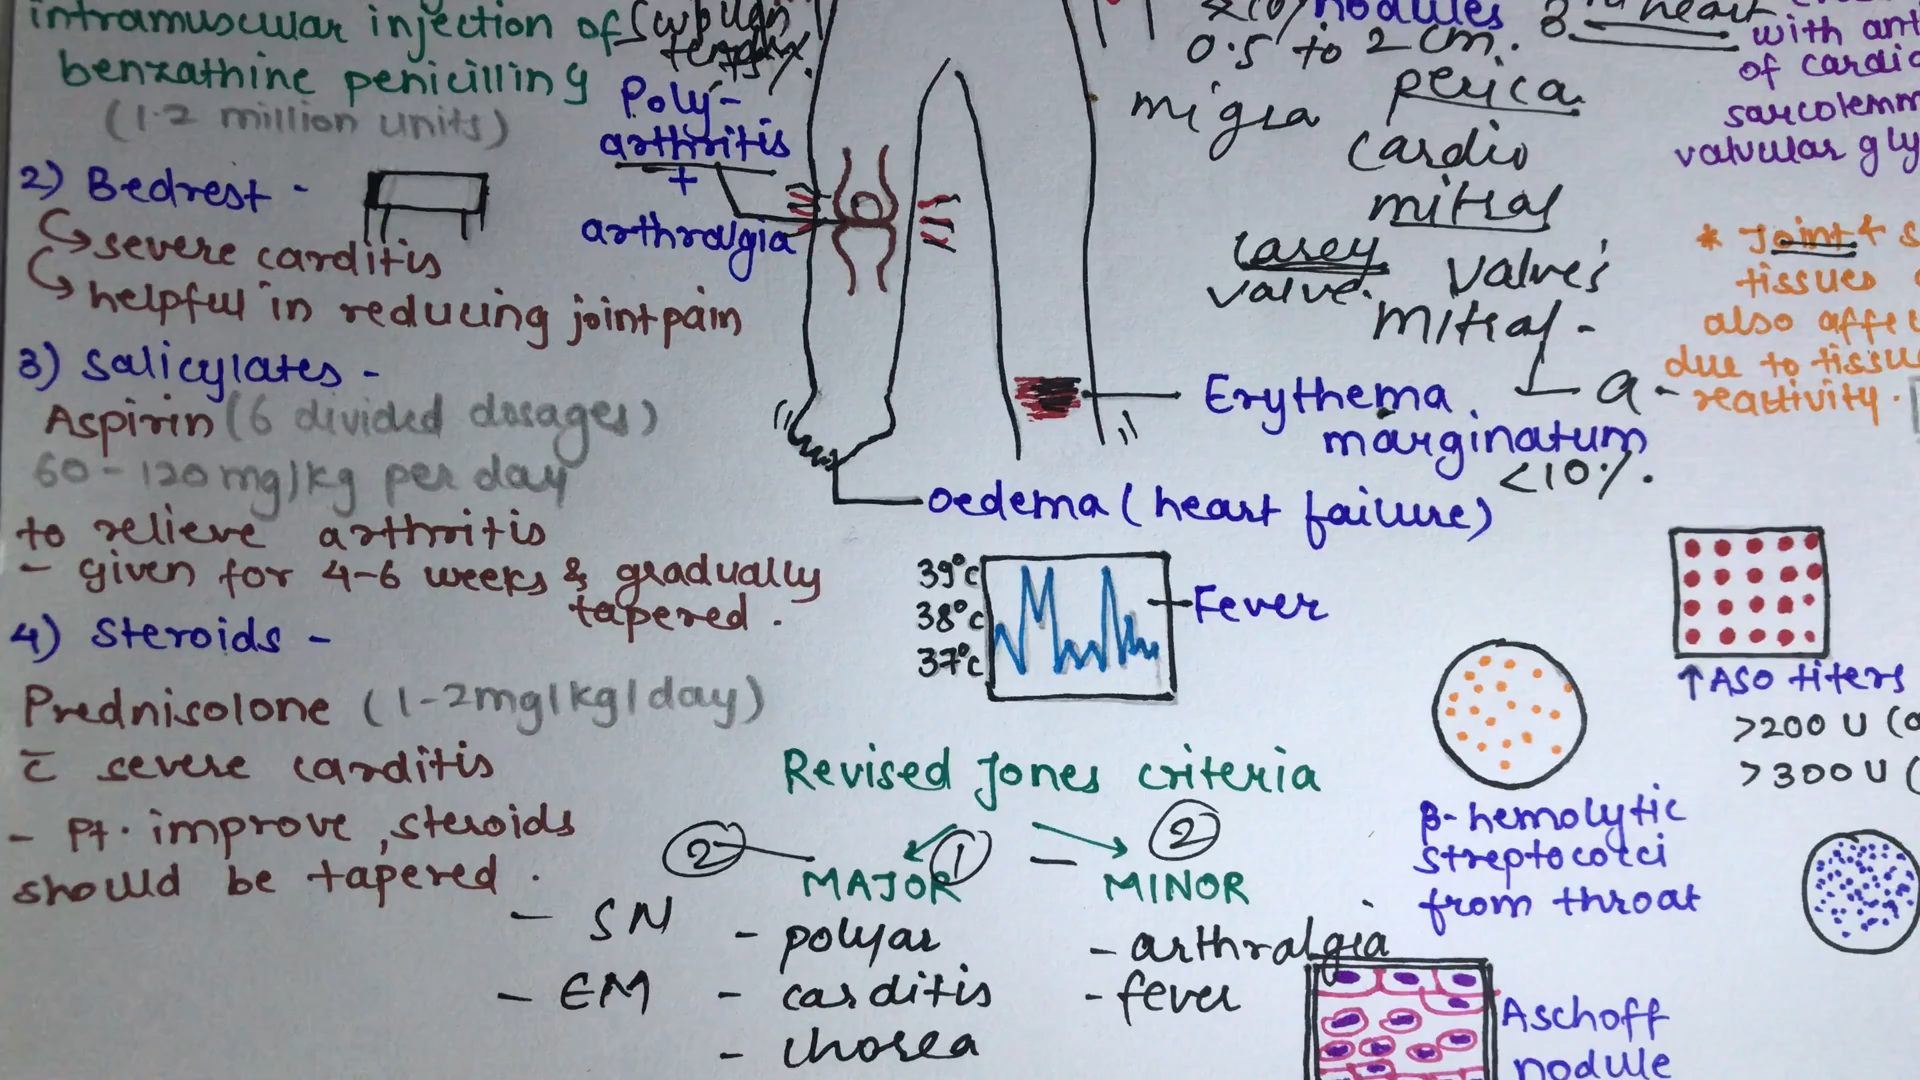 intramuscular injection of
benzathine penicilling
(1.2 million units)
2) Bedrest -
severe carditis
helpful in reducing joint pain
3) Salicylates -
Aspirin (6 divided dosages)
60-120 mg/kg per day
to relieve arthritis
- given for 4-6 weeks & gradually
tapered.
4) Steroids -
Prednisolone (1-2mg/kg/day)
c̄ severe carditis
- Pt. improve, steroids
should be tapered.
Poly-
arthritis
+
arthralgia
nodules
0.5 to 2 cm.
migra
perica
cardio
mitral
carey
valve.
valve's
mitral -
a -
Erythema
marginatum
<10%.
oedema (heart failure)
39°c
38°c
37°c
Fever
Revised Jones criteria
2
1
2
MAJOR
MINOR
- SN
- EM
- polyar
- carditis
- chorea
- arthralgia
- fever
heart
with ant
of cardia
sarcolemm
valvular gly
* Joint & s
tissues
also affe
due to tissue
reactivity.
↑ASO titers
>200 U (
>300 U (
β-hemolytic
streptococci
from throat
Aschoff
nodule